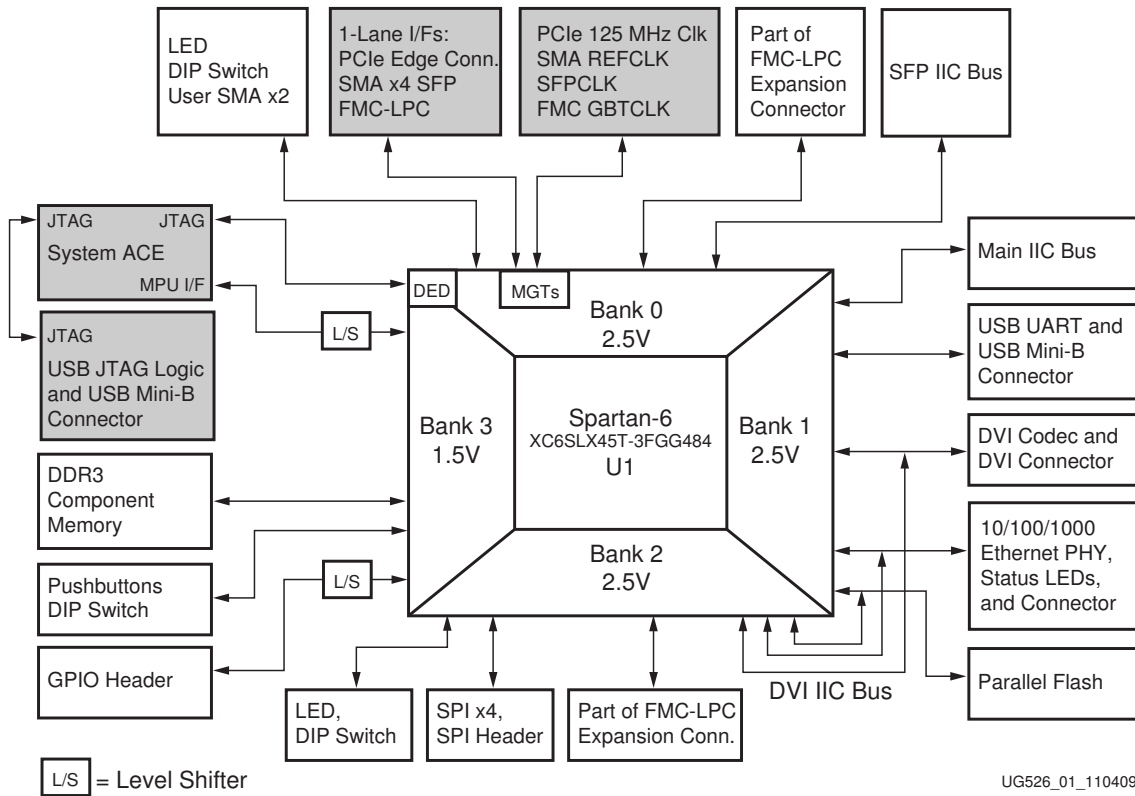 LED
DIP Switch
User SMA x2
1-Lane I/Fs:
PCIe Edge Conn.
SMA x4 SFP
FMC-LPC
PCIe 125 MHz Clk
SMA REFCLK
SFPCLK
FMC GBTCLK
Part of
FMC-LPC
Expansion
Connector
SFP IIC Bus
JTAG JTAG
System ACE
MPU I/F
L/S
JTAG
USB JTAG Logic
and USB Mini-B
Connector
DDR3
Component
Memory
Pushbuttons
DIP Switch
L/S
GPIO Header
DED
MGTs
Bank 0
2.5V
Bank 3
1.5V
Spartan-6
XC6SLX45T-3FGG484
U1
Bank 1
2.5V
Bank 2
2.5V
Main IIC Bus
USB UART and
USB Mini-B
Connector
DVI Codec and
DVI Connector
10/100/1000
Ethernet PHY,
Status LEDs,
and Connector
Parallel Flash
DVI IIC Bus
LED,
DIP Switch
SPI x4,
SPI Header
Part of FMC-LPC
Expansion Conn.
L/S = Level Shifter
UG526_01_110409